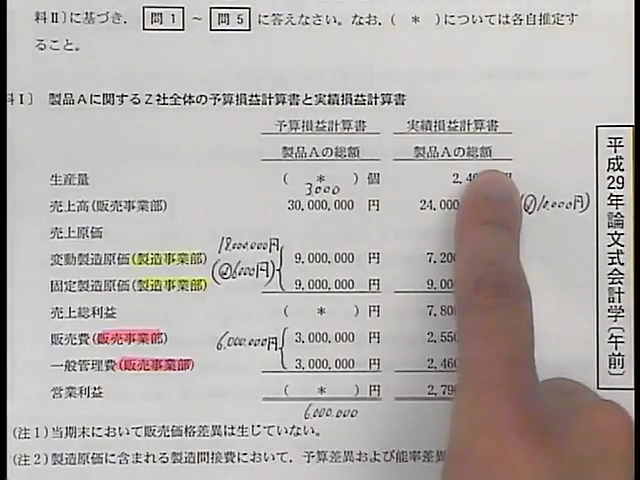 料Ⅱ〕に基づき，問1 ～ 問5 に答えなさい。なお，（ ＊ ）については各自推定す
ること。
料Ⅰ〕 製品Aに関するZ社全体の予算損益計算書と実績損益計算書
予算損益計算書 実績損益計算書
製品Aの総額 製品Aの総額
生産量 （ ＊ ）個 2,4
3,000
売上高(販売事業部) 30,000,000 円 24,000 (@10,000円)
売上原価
18,000,000円
変動製造原価(製造事業部) 9,000,000 円 7,200
(@6,000円)
固定製造原価(製造事業部) 9,000,000 円 9,00
売上総利益 （ ＊ ）円 7,80
販売費(販売事業部) 3,000,000 円 2,550
6,000,000円
一般管理費(販売事業部) 3,000,000 円 2,460
営業利益 （ ＊ ）円 2,79
6,000,000
(注1)当期末において販売価格差異は生じていない。
(注2)製造原価に含まれる製造間接費において，予算差異および能率差異
平成29年論文式会計学〔午前〕